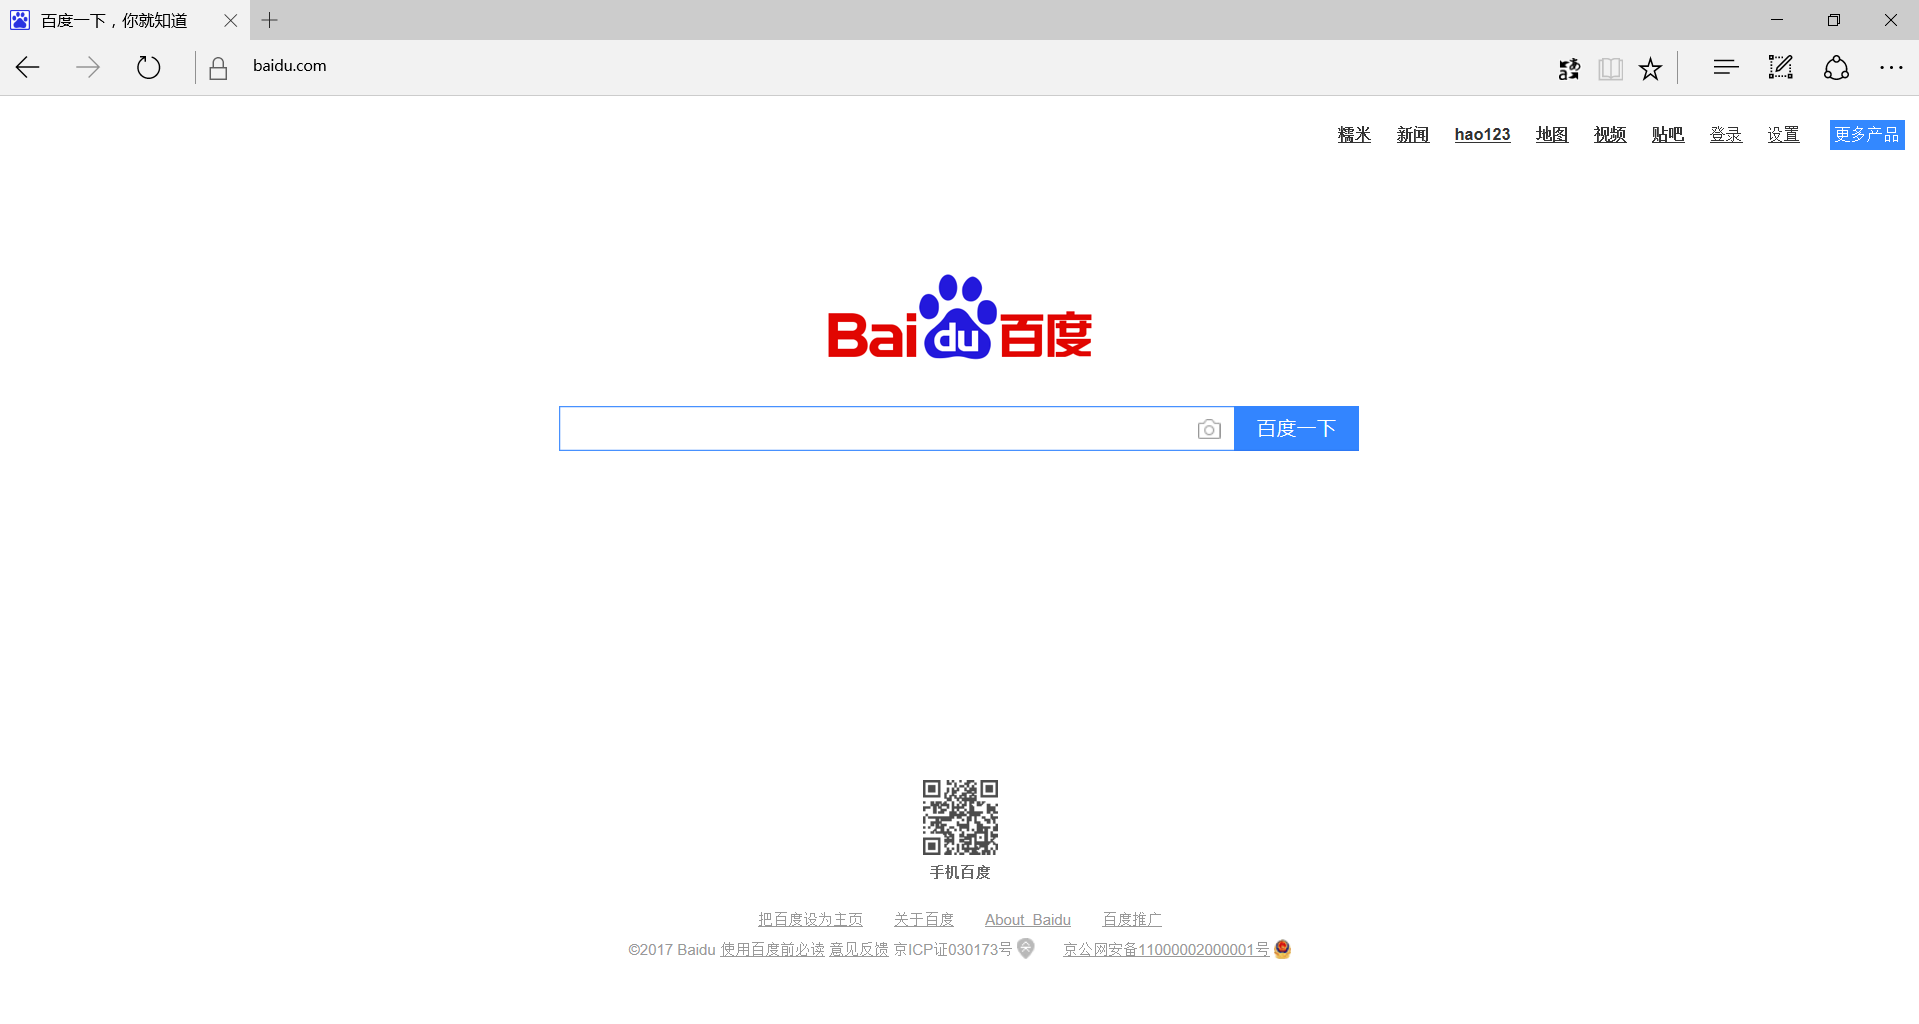 百度一下，你就知道
baidu.com
糯米 新闻 hao123 地图 视频 贴吧 登录 设置 更多产品
Bai du 百度
百度一下
手机百度
把百度设为主页 关于百度 About Baidu 百度推广
©2017 Baidu 使用百度前必读 意见反馈 京ICP证030173号 京公网安备11000002000001号